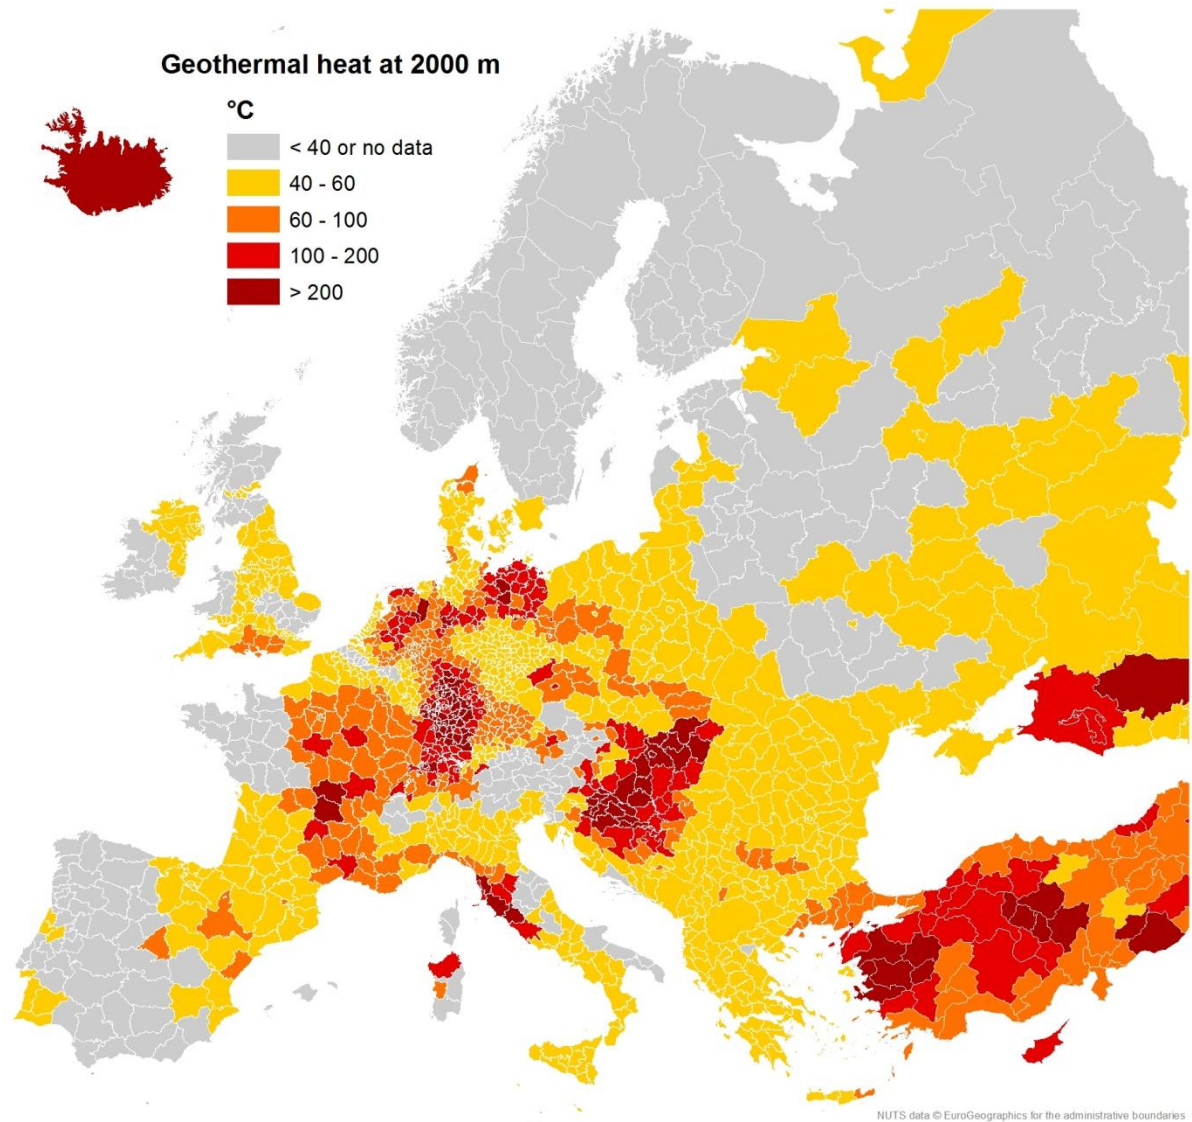 Geothermal heat at 2000 m
°C
< 40 or no data
40 - 60
60 - 100
100 - 200
> 200
NUTS data © EuroGeographics for the administrative boundaries